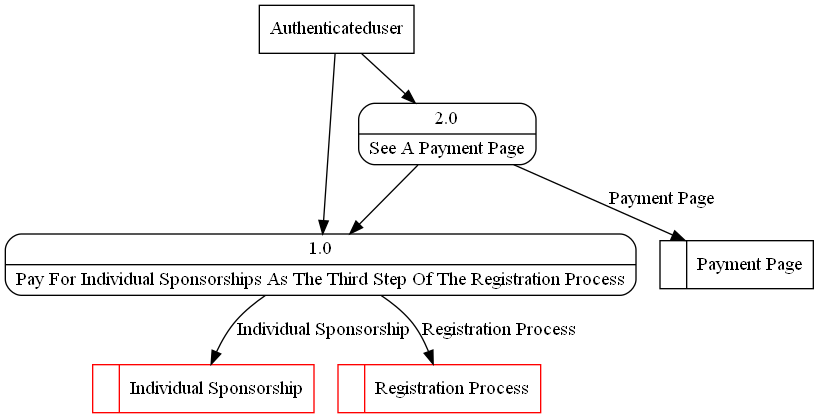 Authenticateduser
2.0
See A Payment Page
Payment Page
1.0
Payment Page
Pay For Individual Sponsorships As The Third Step Of The Registration Process
Individual Sponsorship
Registration Process
Individual Sponsorship
Registration Process